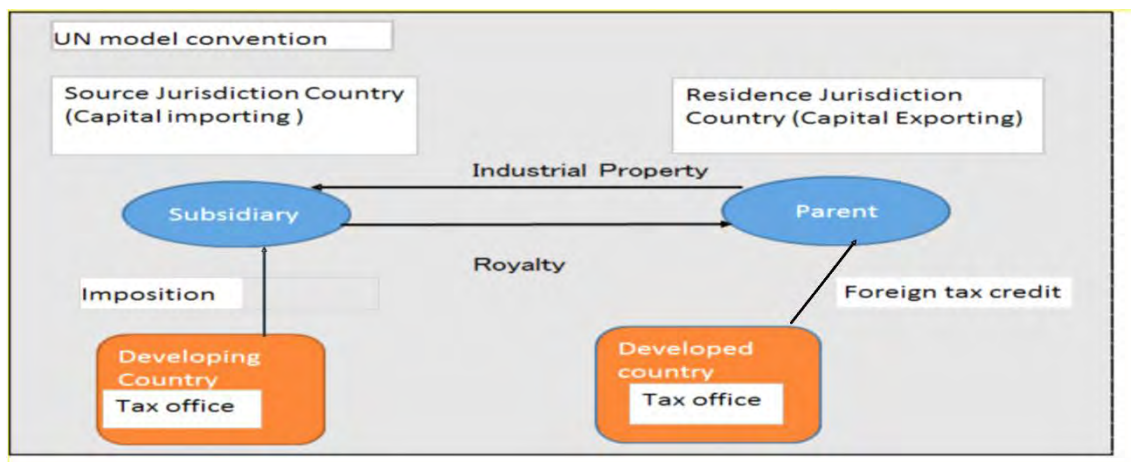 UN model convention
Source Jurisdiction Country
(Capital importing )
Residence Jurisdiction
Country (Capital Exporting)
Industrial Property
Subsidiary
Parent
Royalty
Imposition
Foreign tax credit
Developing
Country
Tax office
Developed
country
Tax office